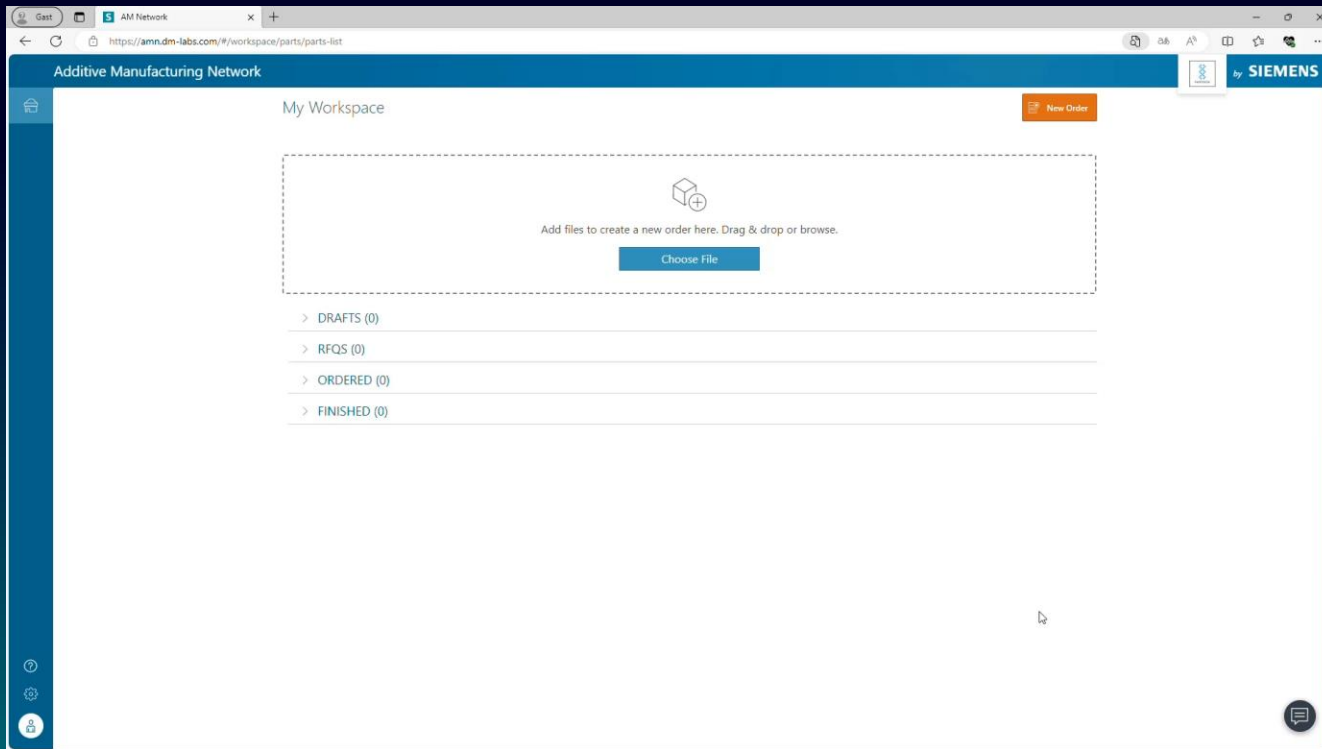 Gast
AM Network
https://amn.dm-labs.com/#/workspace/parts/parts-list
Additive Manufacturing Network
by SIEMENS
My Workspace
New Order
Add files to create a new order here. Drag & drop or browse.
Choose File
DRAFTS (0)
RFQS (0)
ORDERED (0)
FINISHED (0)